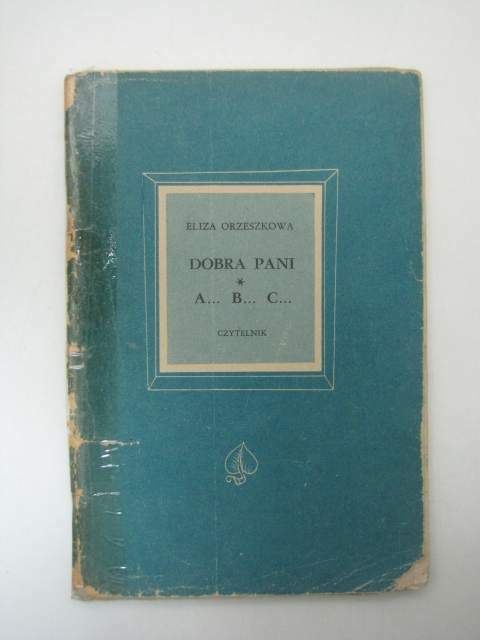 ELIZA ORZESZKOWA
DOBRA PANI
*
A... B... C...
CZYTELNIK